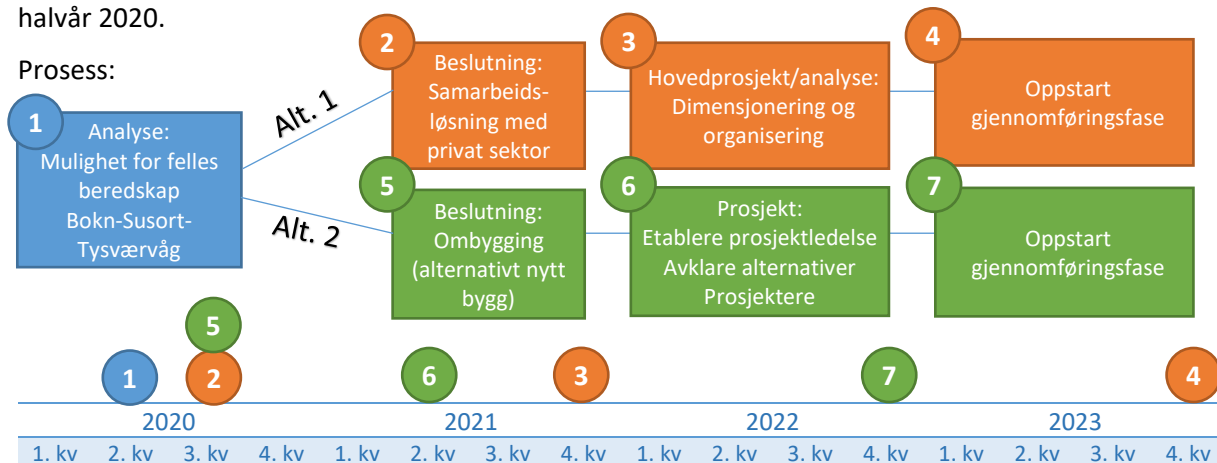 halvår 2020.
Prosess:
1
Analyse:
Mulighet for felles
beredskap
Bokn-Susort-
Tysværvåg
Alt. 1
Alt. 2
2
Beslutning:
Samarbeids-
løsning med
privat sektor
3
Hovedprosjekt/analyse:
Dimensjonering og
organisering
4
Oppstart
gjennomføringsfase
5
Beslutning:
Ombygging
(alternativt nytt
bygg)
6
Prosjekt:
Etablere prosjektledelse
Avklare alternativer
Prosjektere
7
Oppstart
gjennomføringsfase
5
1 2 6 3 7 4
2020 2021 2022 2023
1. kv 2. kv 3. kv 4. kv 1. kv 2. kv 3. kv 4. kv 1. kv 2. kv 3. kv 4. kv 1. kv 2. kv 3. kv 4. kv